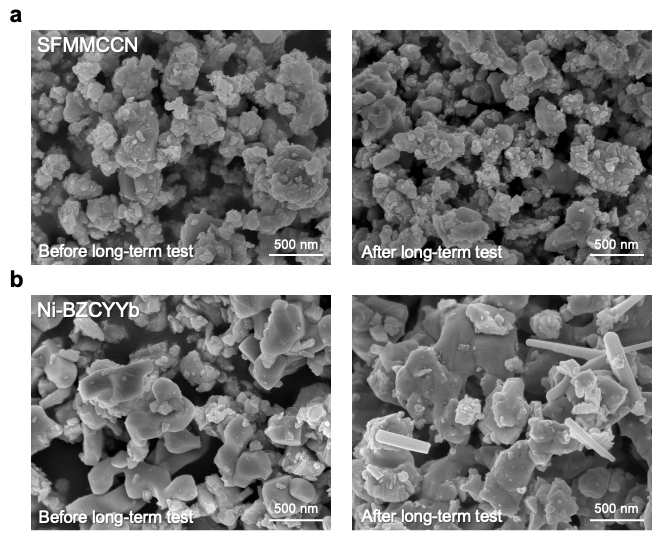 a
SFMMCCN
Before long-term test
500 nm
After long-term test
500 nm
b
Ni-BZCYYb
Before long-term test
500 nm
After long-term test
500 nm